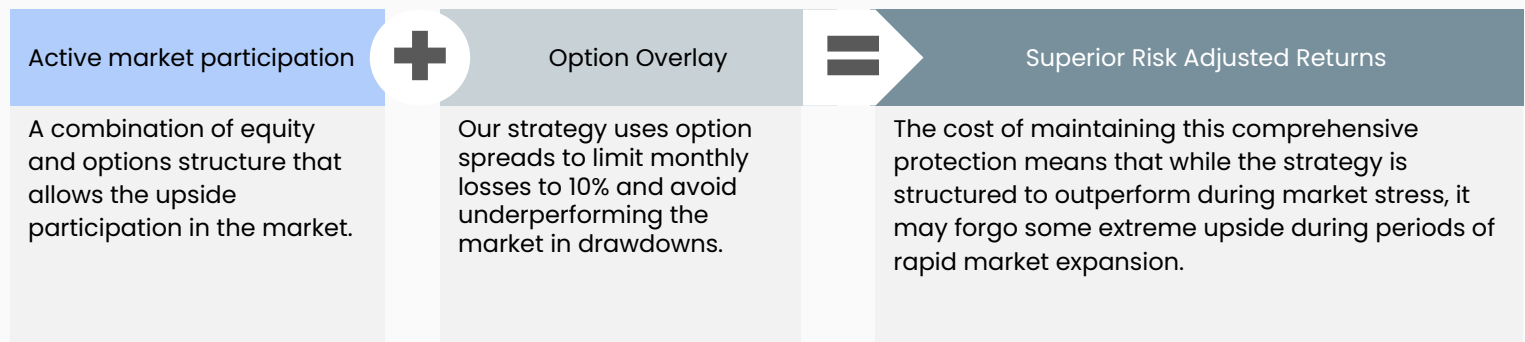 Active market participation
Option Overlay
Superior Risk Adjusted Returns
A combination of equity
and options structure that
allows the upside
participation in the market.
Our strategy uses option
spreads to limit monthly
losses to 10% and avoid
underperforming the
market in drawdowns.
The cost of maintaining this comprehensive
protection means that while the strategy is
structured to outperform during market stress, it
may forgo some extreme upside during periods of
rapid market expansion.